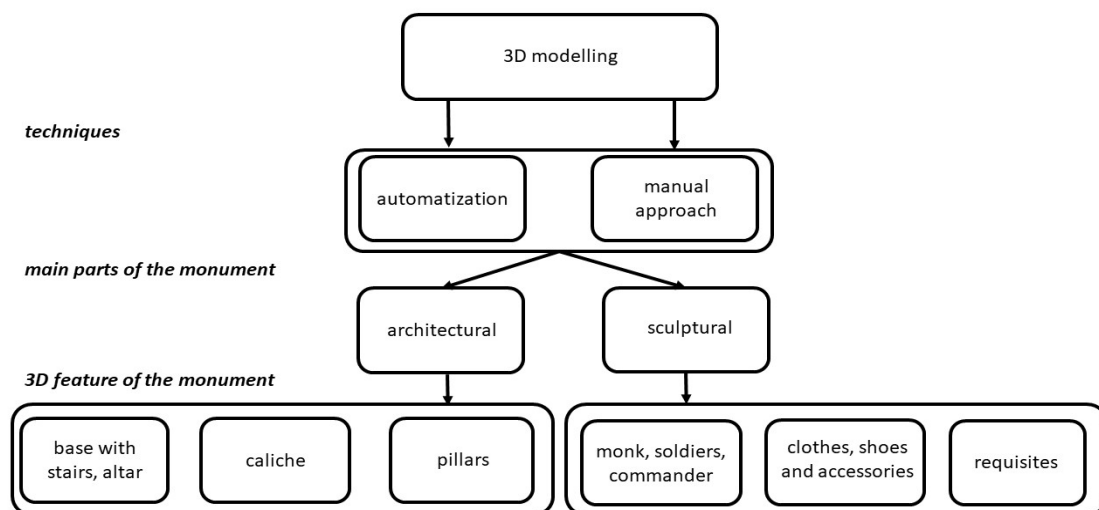 3D modelling
techniques
automatization
manual
approach
main parts of the monument
architectural
sculptural
3D feature of the monument
base with
stairs, altar
caliche
pillars
monk, soldiers,
commander
clothes, shoes
and accessories
requisites